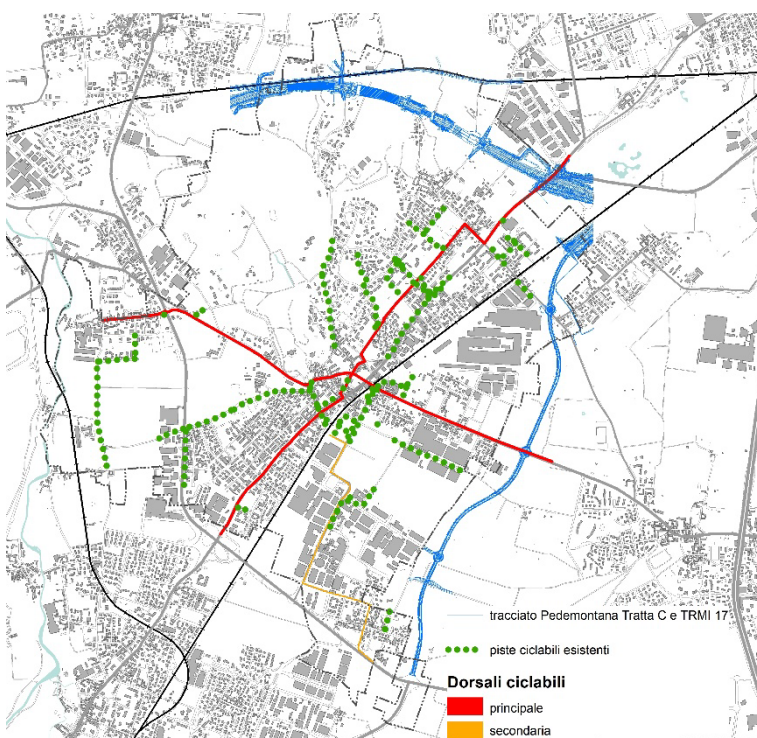 tracciato Pedemontana Tratta C e TRMI 17
piste ciclabili esistenti
Dorsali ciclabili
principale
secondaria